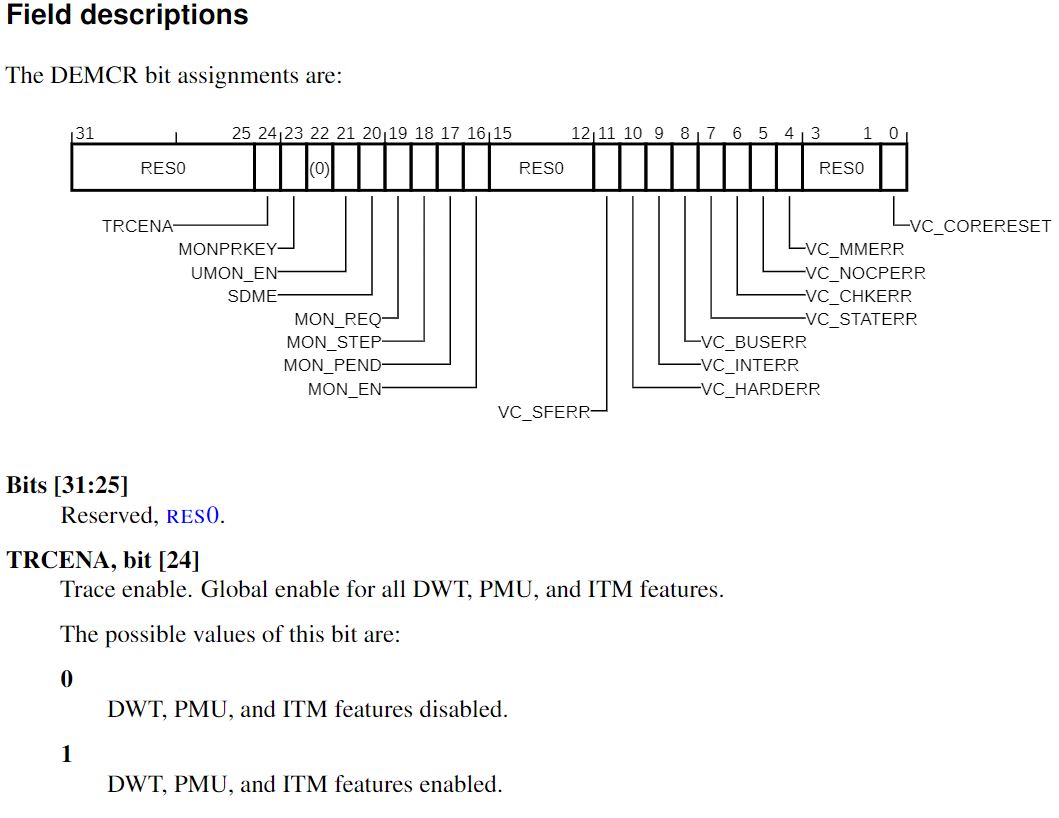 Field descriptions
The DEMCR bit assignments are:
31 25 24 23 22 21 20 19 18 17 16 15 12 11 10 9 8 7 6 5 4 3 1 0
RES0 (0) RES0 RES0
TRCENA VC_CORERESET
MONPRKEY VC_MMERR
UMON_EN VC_NOCPERR
SDME VC_CHKERR
MON_REQ VC_STATERR
MON_STEP VC_BUSERR
MON_PEND VC_INTERR
MON_EN VC_HARDERR
VC_SFERR
Bits [31:25]
Reserved, RES0.
TRCENA, bit [24]
Trace enable. Global enable for all DWT, PMU, and ITM features.
The possible values of this bit are:
0
DWT, PMU, and ITM features disabled.
1
DWT, PMU, and ITM features enabled.